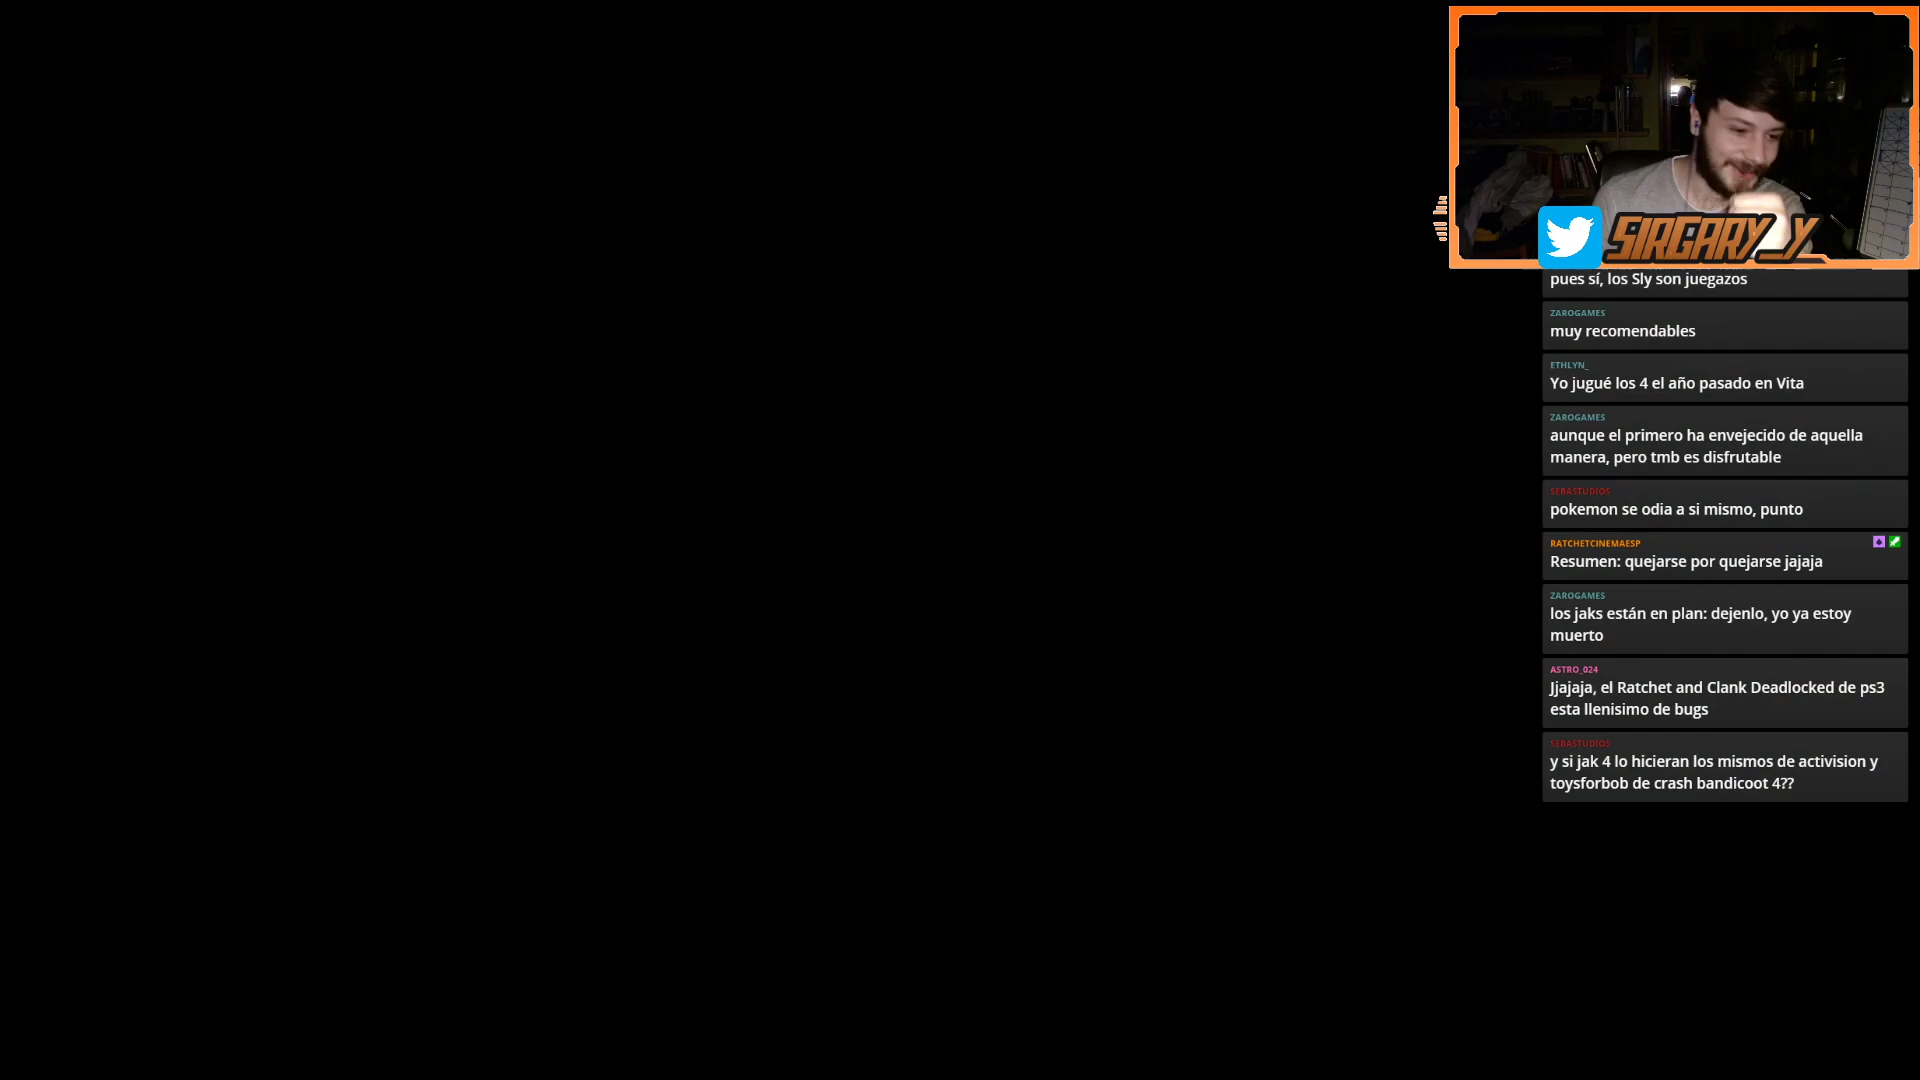 SIRGARY_Y
pues sí, los Sly son juegazos
ZAROGAMES
muy recomendables
ETHLYN_
Yo jugué los 4 el año pasado en Vita
ZAROGAMES
aunque el primero ha envejecido de aquella
manera, pero tmb es disfrutable
SEBASTUDIOS
pokemon se odia a si mismo, punto
RATCHETCINEMAESP
Resumen: quejarse por quejarse jajaja
ZAROGAMES
los jaks están en plan: dejenlo, yo ya estoy
muerto
ASTRO_024
Jjajaja, el Ratchet and Clank Deadlocked de ps3
esta llenisimo de bugs
SEBASTUDIOS
y si jak 4 lo hicieran los mismos de activision y
toysforbob de crash bandicoot 4??